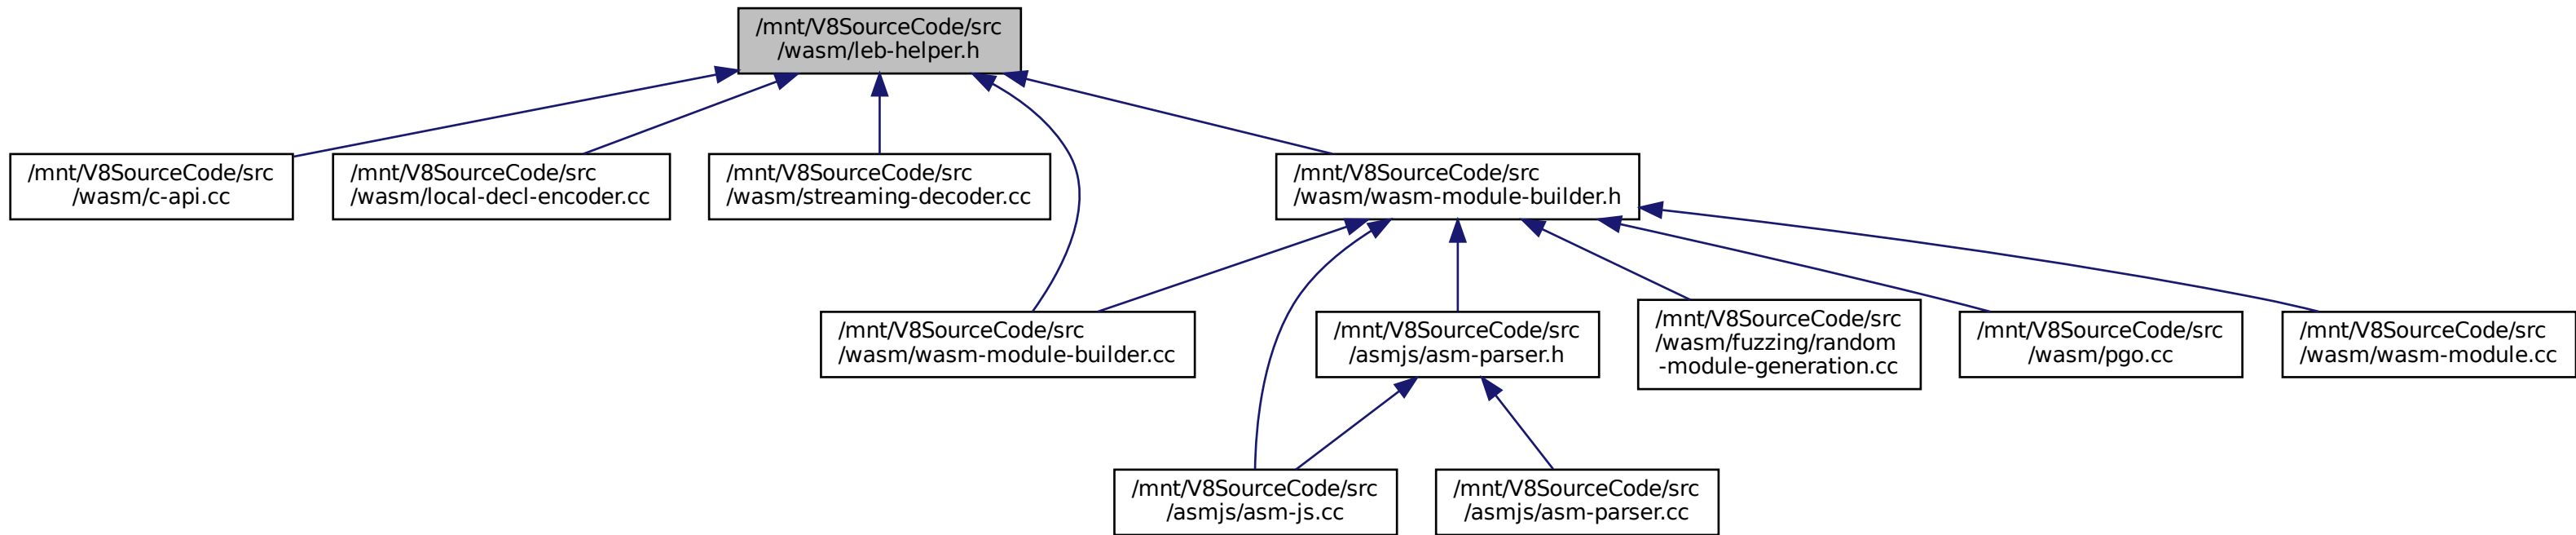 /mnt/V8SourceCode/src
/wasm/leb-helper.h
/mnt/V8SourceCode/src
/wasm/c-api.cc
/mnt/V8SourceCode/src
/wasm/local-decl-encoder.cc
/mnt/V8SourceCode/src
/wasm/streaming-decoder.cc
/mnt/V8SourceCode/src
/wasm/wasm-module-builder.h
/mnt/V8SourceCode/src
/wasm/wasm-module-builder.cc
/mnt/V8SourceCode/src
/asmjs/asm-parser.h
/mnt/V8SourceCode/src
/wasm/fuzzing/random
-module-generation.cc
/mnt/V8SourceCode/src
/wasm/pgo.cc
/mnt/V8SourceCode/src
/wasm/wasm-module.cc
/mnt/V8SourceCode/src
/asmjs/asm-js.cc
/mnt/V8SourceCode/src
/asmjs/asm-parser.cc